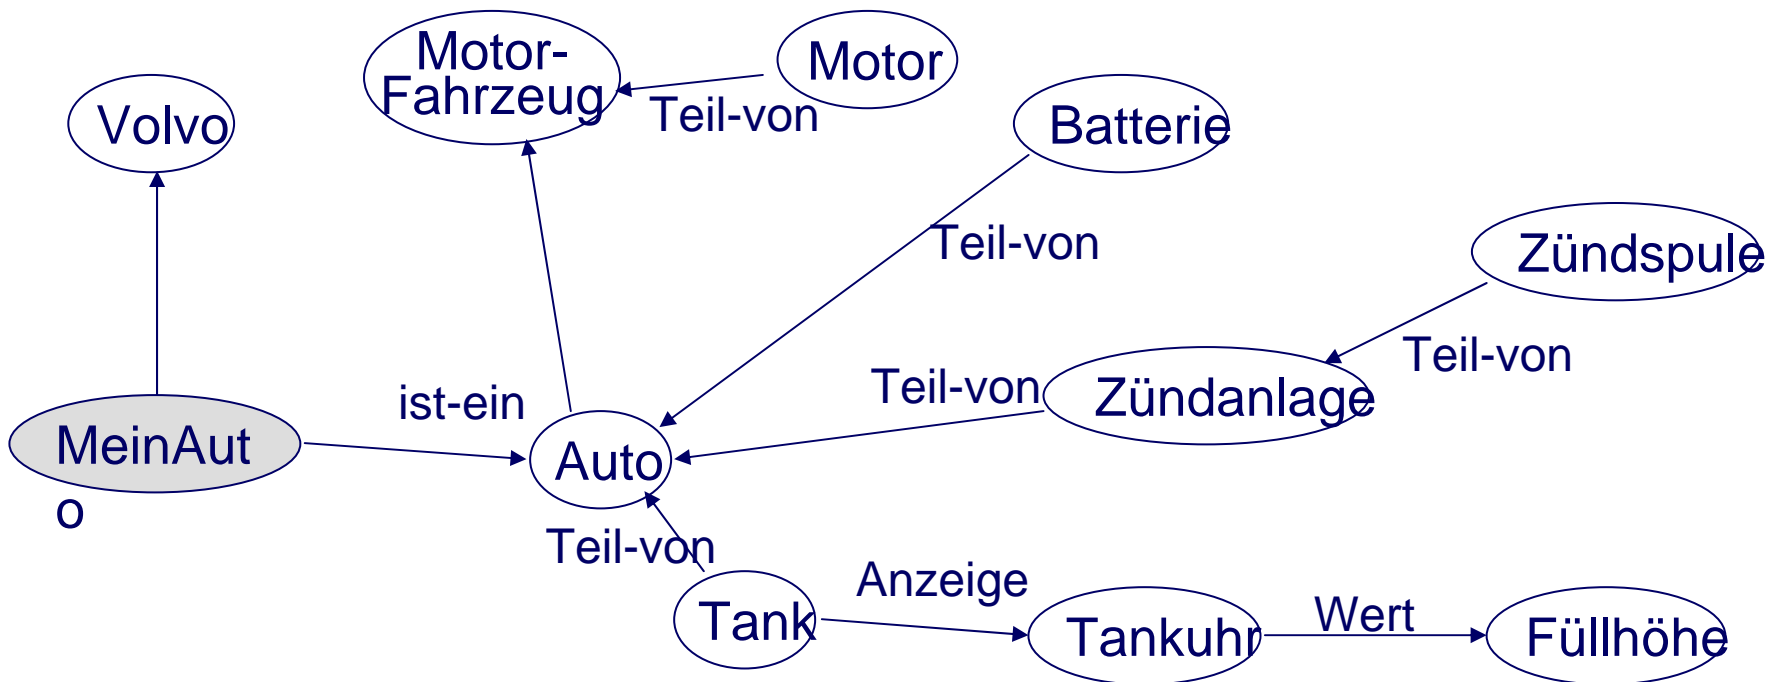 Motor-
Fahrzeug
Motor
Teil-von
Volvo
Batterie
Teil-von
Zündspule
Teil-von
Teil-von
Zündanlage
ist-ein
MeinAut
o
Auto
Teil-von
Tank
Anzeige
Tankuhr
Wert
Füllhöhe